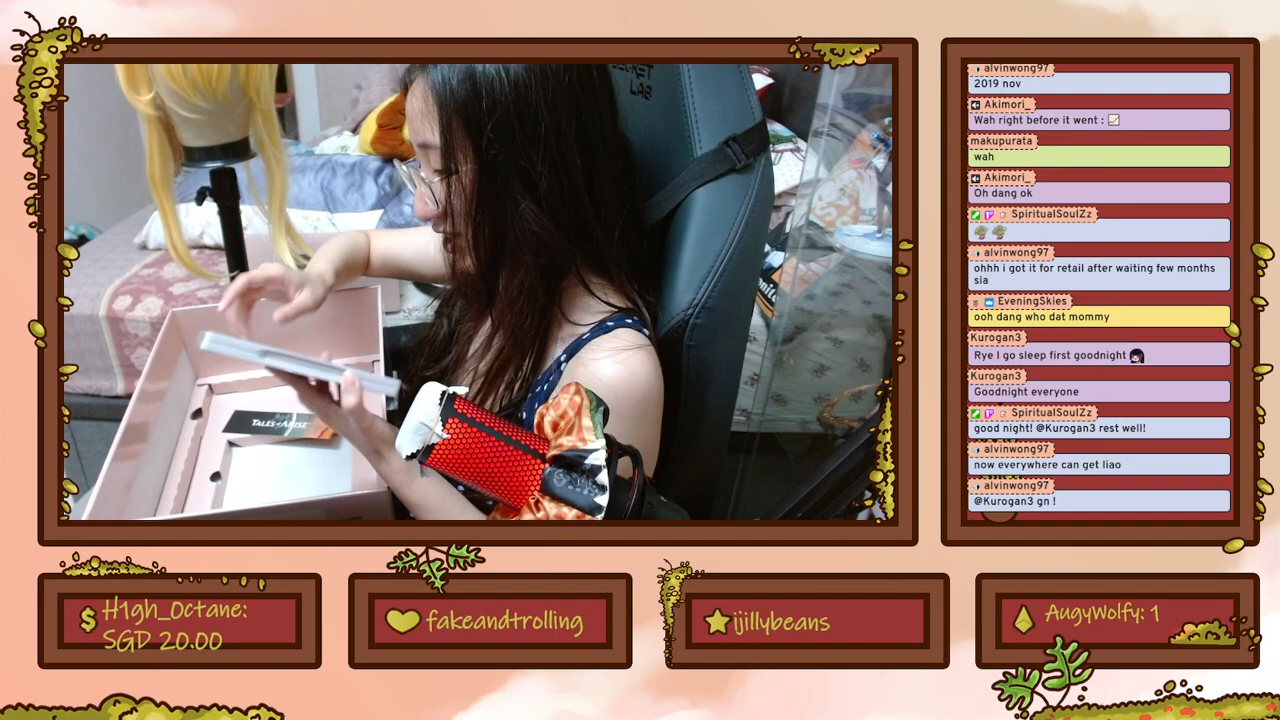 SECRET
LAB
TALES of ARISE
alvinwong97
2019 nov
Akimori_
Wah right before it went :
makupurata
wah
Akimori_
Oh dang ok
SpiritualSoulZz
alvinwong97
ohhh i got it for retail after waiting few months
sia
EveningSkies
ooh dang who dat mommy
Kurogan3
Rye I go sleep first goodnight
Kurogan3
Goodnight everyone
SpiritualSoulZz
good night! @Kurogan3 rest well!
alvinwong97
now everywhere can get liao
alvinwong97
@Kurogan3 gn !
$ H1gh_Octane:
SGD 20.00
fakeandtrolling
ijillybeans
AugyWolfy: 1